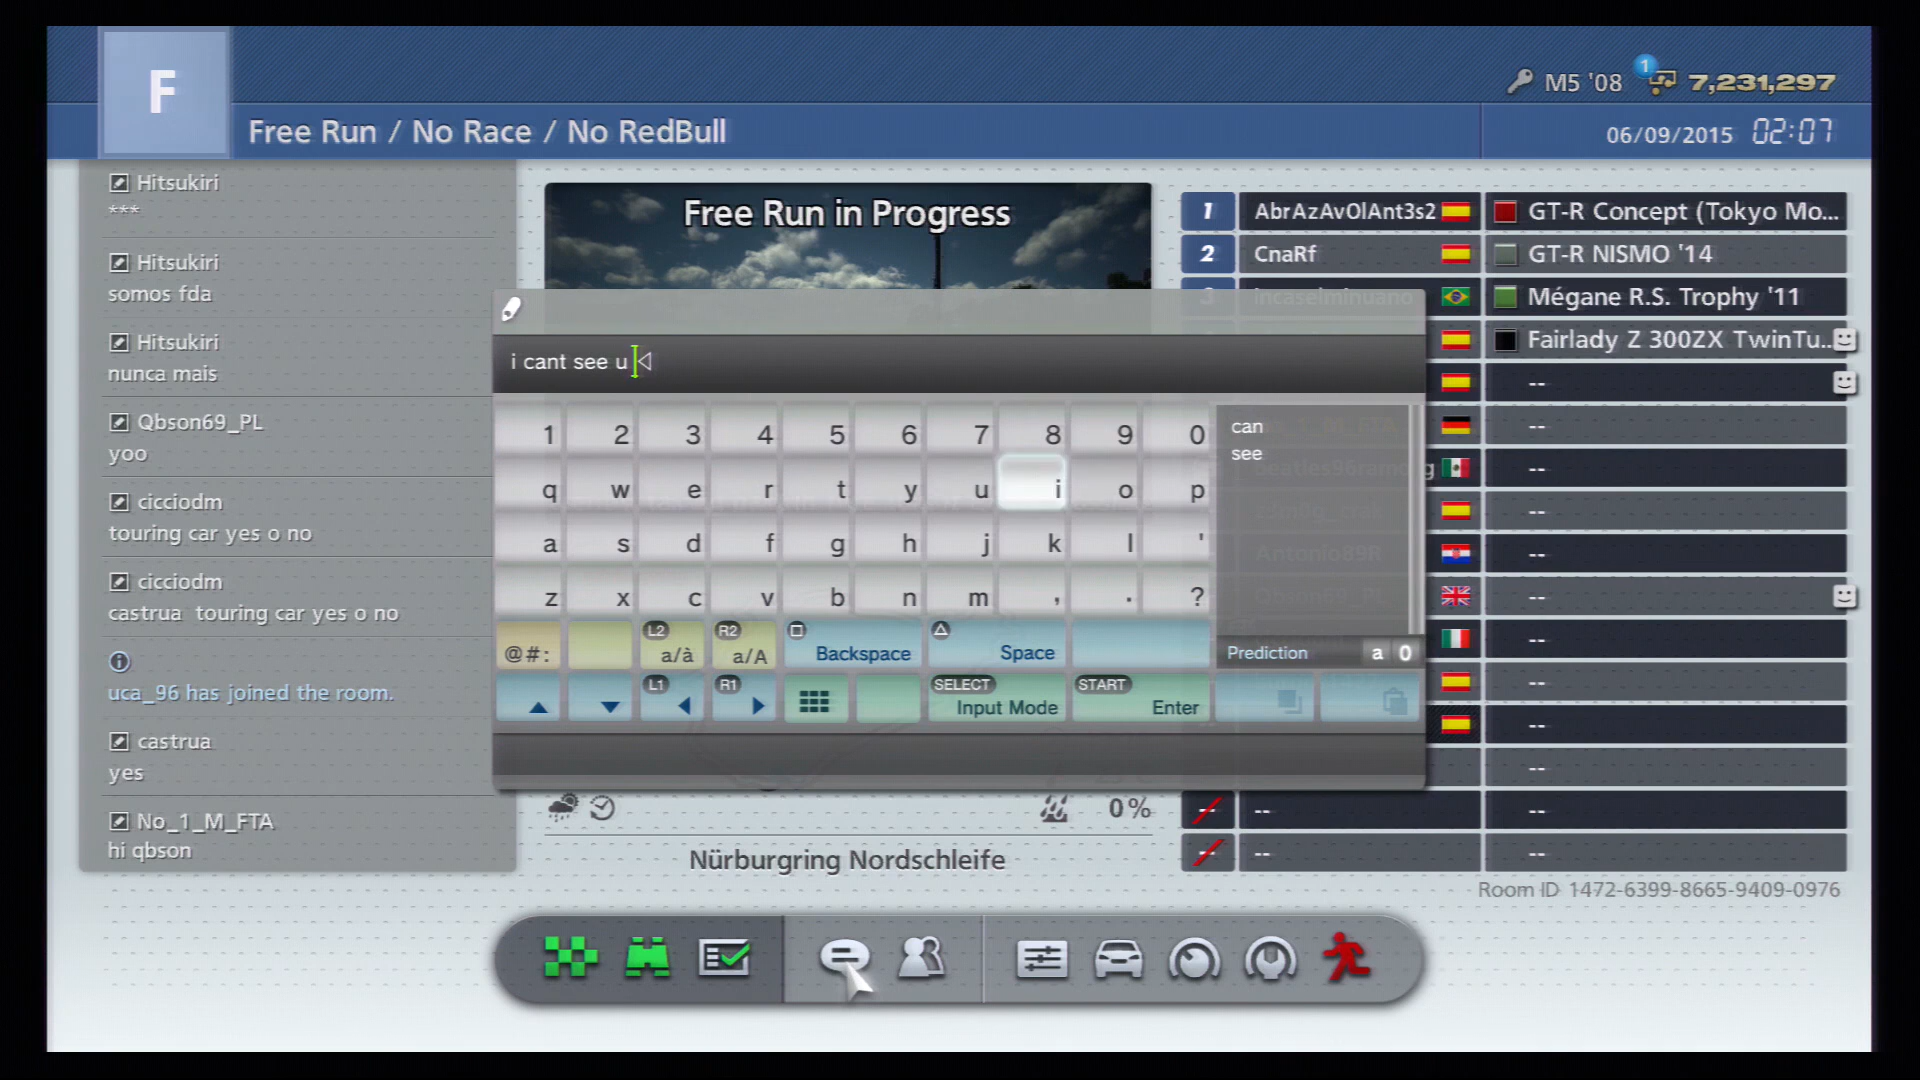 F
M5 '08
1
7,231,297
Free Run / No Race / No RedBull
06/09/2015 02:07
Hitsukiri
***
Hitsukiri
somos fda
Hitsukiri
nunca mais
Qbson69_PL
yoo
cicciodm
touring car yes o no
cicciodm
castrua touring car yes o no
uca_96 has joined the room.
castrua
yes
No_1_M_FTA
hi qbson
Free Run in Progress
1 AbrAzAvOlAnt3s2 GT-R Concept (Tokyo Mo...
2 CnaRf GT-R NISMO '14
3 incaselminuano Mégane R.S. Trophy '11
Fairlady Z 300ZX TwinTu...
--
--
--
--
--
Antonio89R
--
Qbson69_PL
--
--
--
--
-- -- --
-- -- --
i cant see u
1 2 3 4 5 6 7 8 9 0
q w e r t y u i o p
a s d f g h j k l '
z x c v b n m , . ?
can
see
@#: L2 a/à R2 a/A Backspace Space
Prediction a 0
L1 R1 SELECT Input Mode START Enter
0%
Nürburgring Nordschleife
Room ID 1472-6399-8665-9409-0976